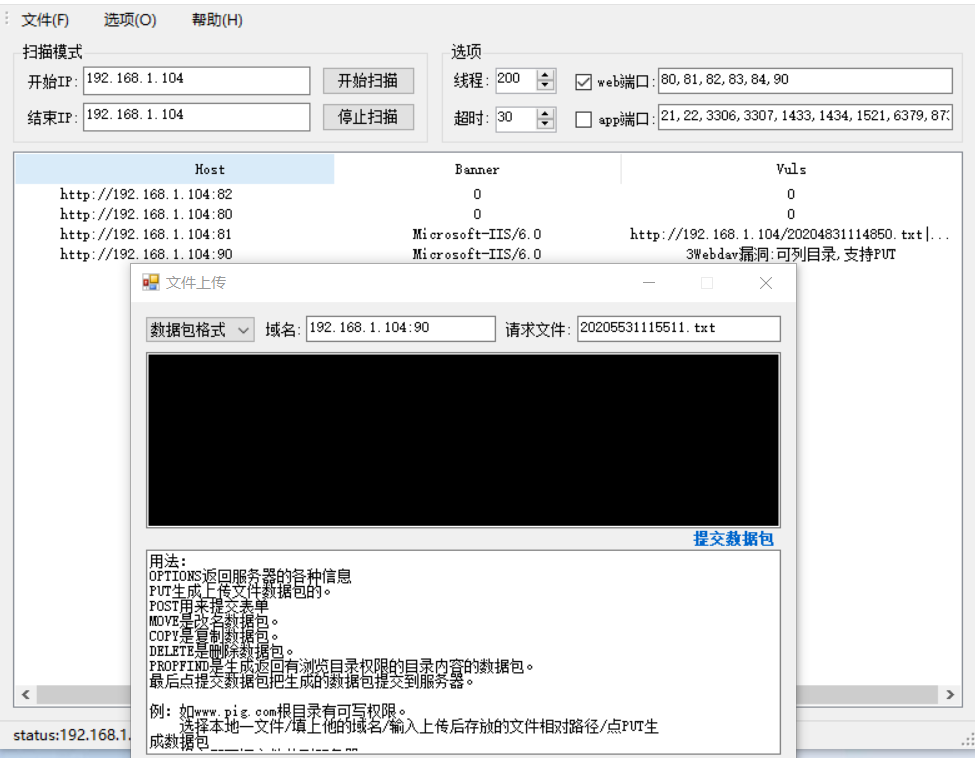 文件(F) 选项(O) 帮助(H)
扫描模式
选项
开始IP: 192.168.1.104 开始扫描 线程: 200 web端口: 80,81,82,83,84,90
结束IP: 192.168.1.104 停止扫描 超时: 30 app端口: 21,22,3306,3307,1433,1434,1521,6379,87
Host Banner Vuls
http://192.168.1.104:82 0 0
http://192.168.1.104:80 0 0
http://192.168.1.104:81 Microsoft-IIS/6.0 http://192.168.1.104/20204831114850.txt|...
http://192.168.1.104:90 Microsoft-IIS/6.0 3Webdav漏洞:可列目录,支持PUT
文件上传
数据包格式 域名: 192.168.1.104:90 请求文件: 20205531115511.txt
提交数据包
用法:
OPTIONS返回服务器的各种信息
PUT生成上传文件数据包的。
POST用来提交表单
MOVE是改名数据包。
COPY是复制数据包。
DELETE是删除数据包。
PROPFIND是生成返回有浏览目录权限的目录内容的数据包。
最后点提交数据包把生成的数据包提交到服务器。
例: 如www.pig.com根目录有可写权限。
选择本地一文件/填上他的域名/输入上传后存放的文件相对路径/点PUT生
成数据包
status:192.168.1.